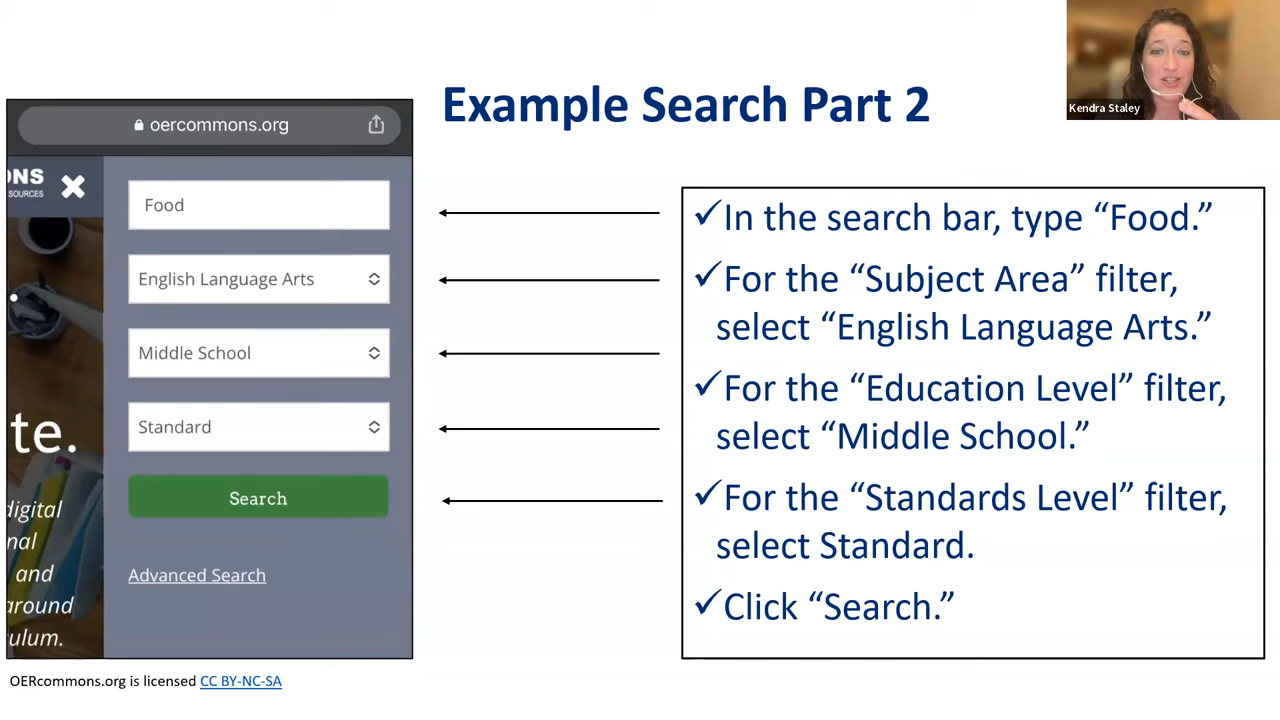 Kendra Staley
Example Search Part 2
oercommons.org
ONS
SOURCES
Food
English Language Arts
Middle School
Standard
Search
Advanced Search
te.
digital
nal
and
around
ulum.
✓In the search bar, type “Food.”
✓For the “Subject Area” filter,
select “English Language Arts.”
✓For the “Education Level” filter,
select “Middle School.”
✓For the “Standards Level” filter,
select Standard.
✓Click “Search.”
OERcommons.org is licensed CC BY-NC-SA